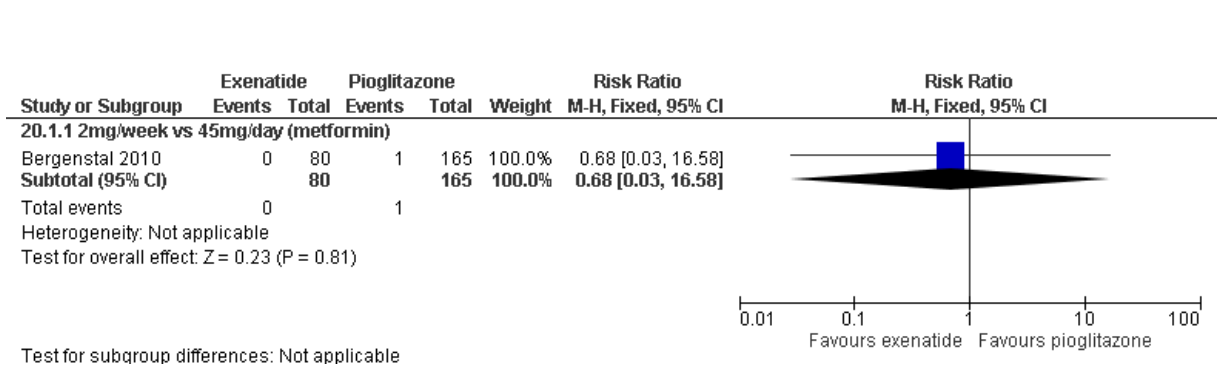 Exenatide Pioglitazone Risk Ratio Risk Ratio
Study or Subgroup Events Total Events Total Weight M-H, Fixed, 95% CI M-H, Fixed, 95% CI
20.1.1 2mg/week vs 45mg/day (metformin)
Bergenstal 2010 0 80 1 165 100.0% 0.68 [0.03, 16.58]
Subtotal (95% CI) 80 165 100.0% 0.68 [0.03, 16.58]
Total events 0 1
Heterogeneity: Not applicable
Test for overall effect: Z = 0.23 (P = 0.81)
0.01 0.1 1 10 100
Favours exenatide Favours pioglitazone
Test for subgroup differences: Not applicable